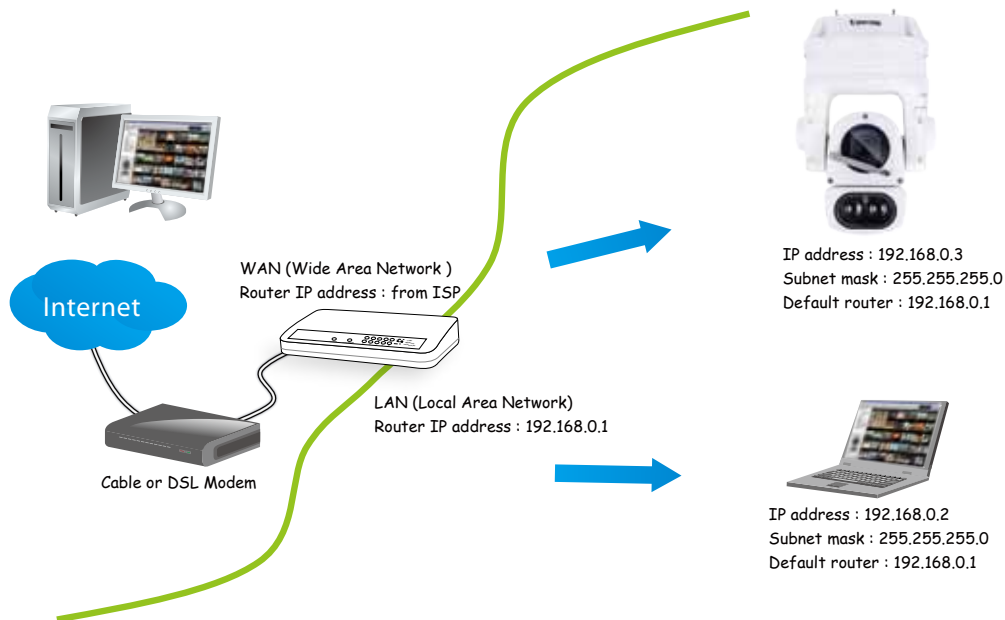 Internet
WAN (Wide Area Network )
Router IP address : from ISP
Cable or DSL Modem
LAN (Local Area Network)
Router IP address : 192.168.0.1
IP address : 192.168.0.3
Subnet mask : 255.255.255.0
Default router : 192.168.0.1
IP address : 192.168.0.2
Subnet mask : 255.255.255.0
Default router : 192.168.0.1